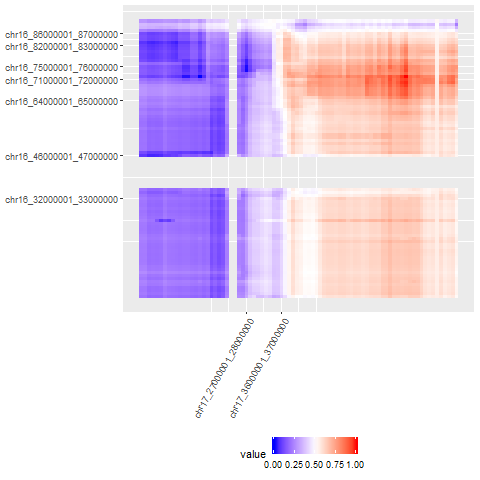 chr16_86000001_87000000
chr16_82000001_83000000
chr16_75000001_76000000
chr16_71000001_72000000
chr16_64000001_65000000
chr16_46000001_47000000
chr16_32000001_33000000
chr17_27000001_28000000
chr17_36000001_37000000
value
0.00 0.25 0.50 0.75 1.00